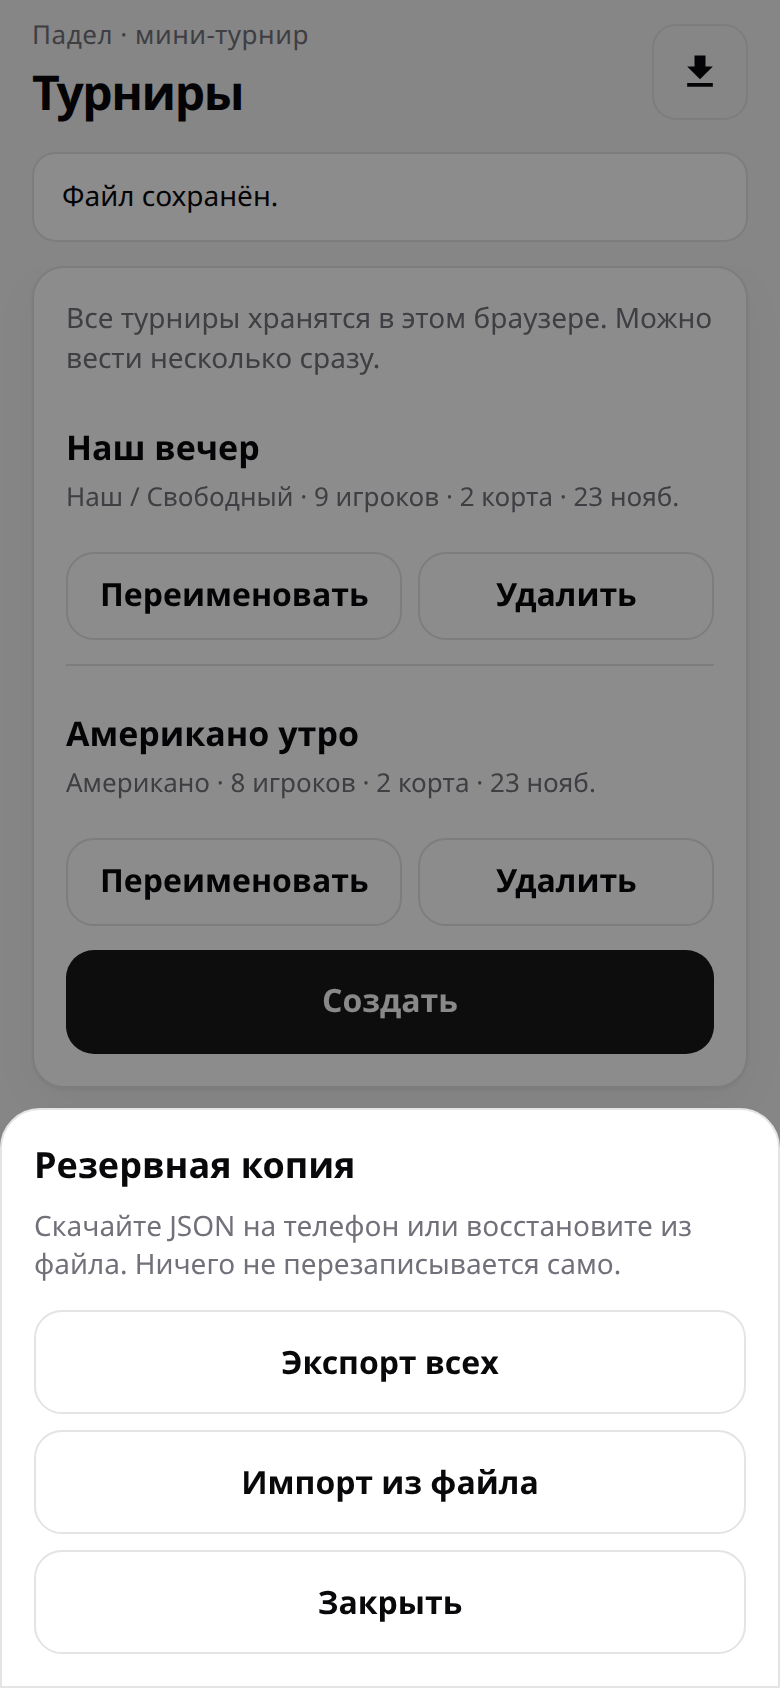 Падел · мини-турнир
Турниры
Файл сохранён.
Все турниры хранятся в этом браузере. Можно
вести несколько сразу.
Наш вечер
Наш / Свободный · 9 игроков · 2 корта · 23 нояб.
Переименовать
Удалить
Американо утро
Американо · 8 игроков · 2 корта · 23 нояб.
Переименовать
Удалить
Создать
Резервная копия
Скачайте JSON на телефон или восстановите из
файла. Ничего не перезаписывается само.
Экспорт всех
Импорт из файла
Закрыть